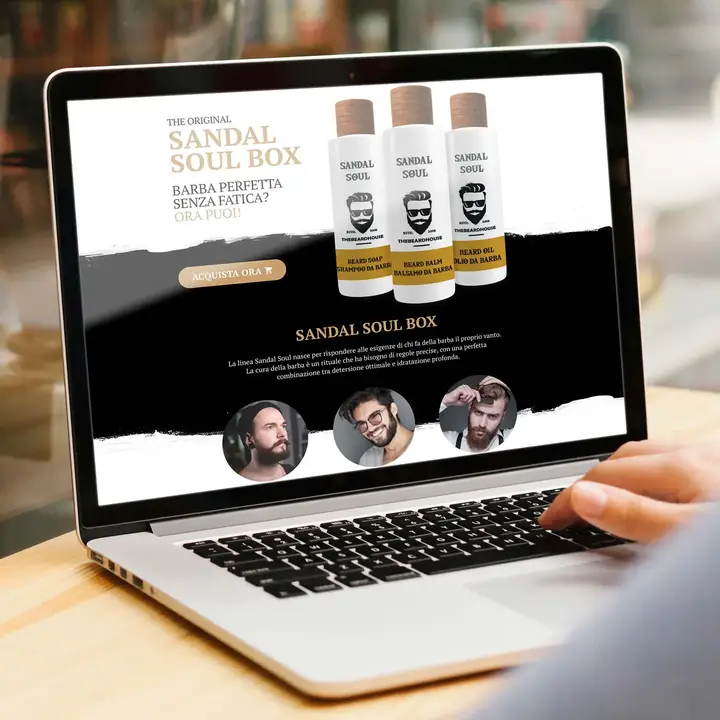 THE ORIGINAL
SANDAL
SOUL BOX
BARBA PERFETTA
SENZA FATICA?
ORA PUOI!
ACQUISTA ORA
SANDAL
SOUL
THEBEARDHOUSE
BEARD SOAP
SHAMPOO DA BARBA
SANDAL
SOUL
THEBEARDHOUSE
BEARD BALM
BALSAMO DA BARBA
SANDAL
SOUL
THEBEARDHOUSE
BEARD OIL
OLIO DA BARBA
SANDAL SOUL BOX
La linea Sandal Soul nasce per rispondere alle esigenze di chi fa della barba il proprio vanto.
La cura della barba è un rituale che ha bisogno di regole precise, con una perfetta
combinazione tra detersione ottimale e idratazione profonda.